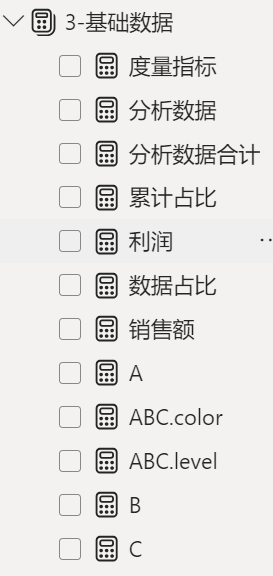 3-基础数据
度量指标
分析数据
分析数据合计
累计占比
利润
数据占比
销售额
A
ABC.color
ABC.level
B
C